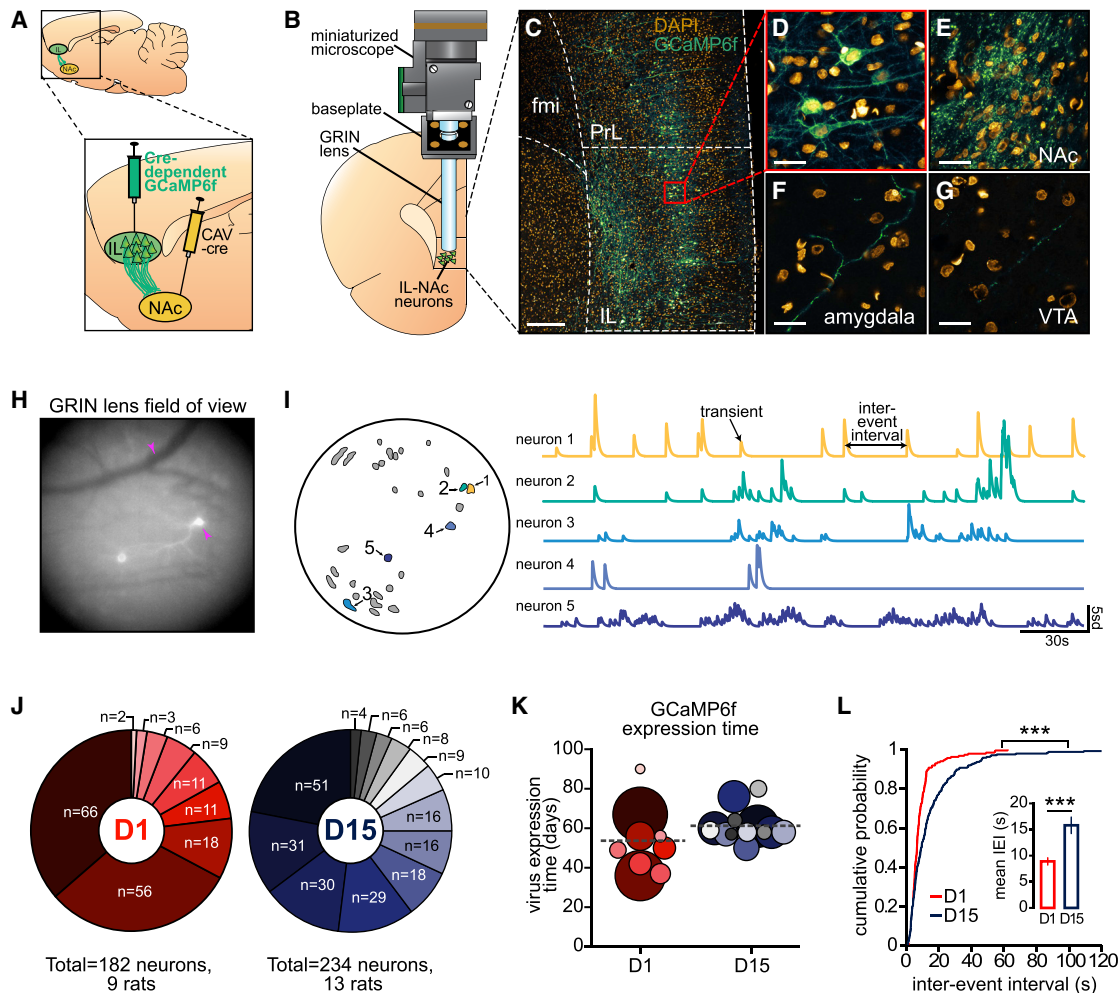 A
IL
NAc
Cre-
dependent
GCaMP6f
CAV
-cre
IL
NAc
B
miniaturized
microscope
baseplate
GRIN
lens
IL-NAc
neurons
C
DAPI
GCaMP6f
fmi
PrL
IL
D
E
NAc
F
amygdala
G
VTA
H
GRIN lens field of view
I
2
1
4
5
3
neuron 1
transient
inter-
event
interval
neuron 2
neuron 3
neuron 4
neuron 5
5sd
30s
J
n=2
n=3
n=6
n=9
n=11
n=11
n=18
n=56
n=66
D1
Total=182 neurons,
9 rats
n=4
n=6
n=6
n=8
n=9
n=10
n=16
n=16
n=18
n=29
n=30
n=31
n=51
D15
Total=234 neurons,
13 rats
K
GCaMP6f
expression time
virus expression
time (days)
100
80
60
40
20
0
D1
D15
L
cumulative probability
1
0.8
0.6
0.4
0.2
0
***
D1
D15
mean IEI (s)
20
15
10
5
0
***
D1
D15
0
20
40
60
80
100
120
inter-event interval (s)